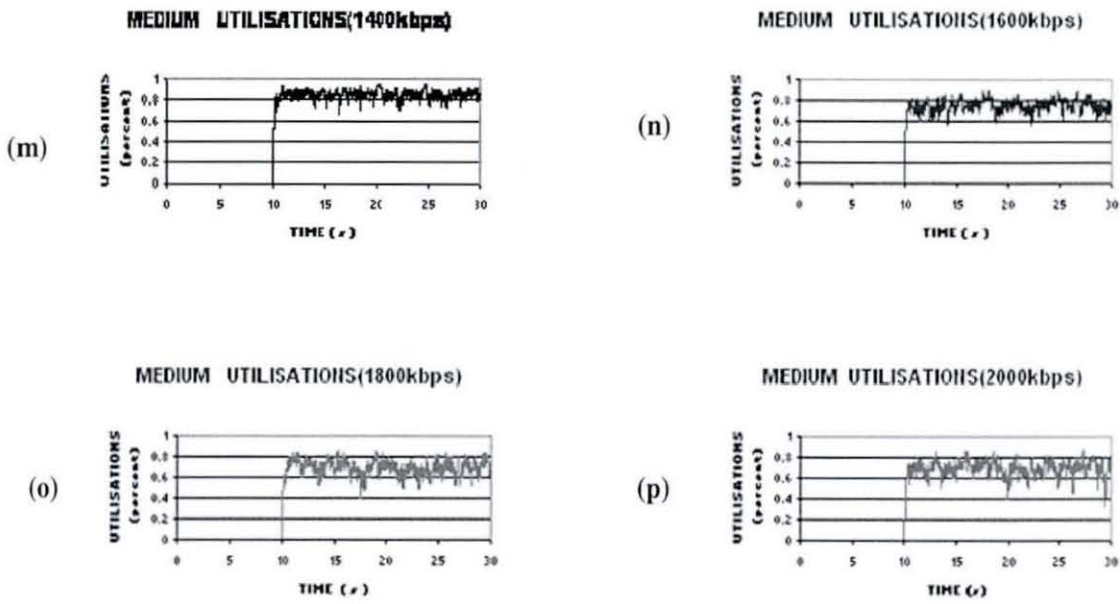 MEDIUM UTILISATIONS(1400kbps)
(m)
UTILISATIONS
(percent)
1
0.8
0.6
0.4
0.2
0
0 5 10 15 20 25 30
TIME (s)
MEDIUM UTILISATIONS(1600kbps)
(n)
UTILISATIONS
(percent)
1
0.8
0.6
0.4
0.2
0
0 5 10 15 20 25 30
TIME (s)
MEDIUM UTILISATIONS(1800kbps)
(o)
UTILISATIONS
(percent)
1
0.8
0.6
0.4
0.2
0
0 5 10 15 20 25 30
TIME (s)
MEDIUM UTILISATIONS(2000kbps)
(p)
UTILISATIONS
(percent)
1
0.8
0.6
0.4
0.2
0
0 5 10 15 20 25 30
TIME (s)